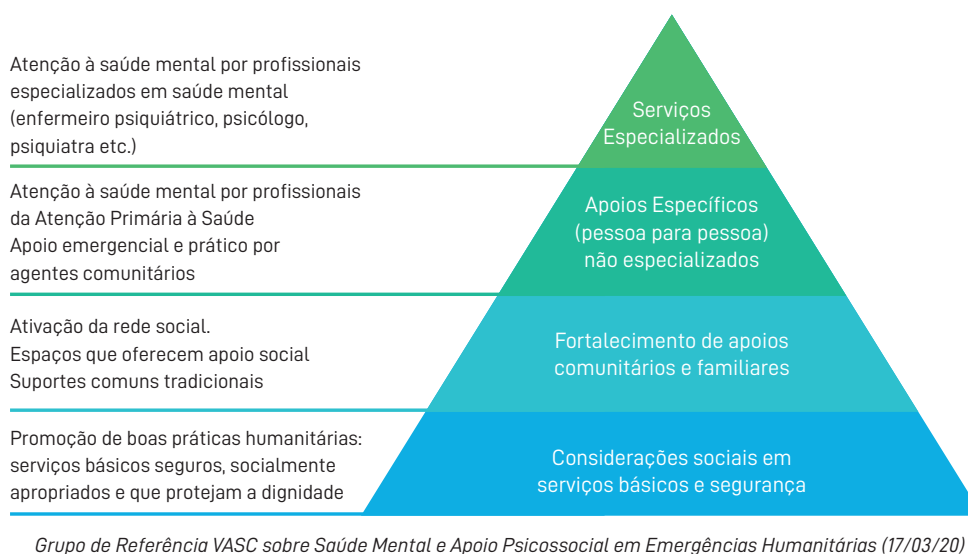 Atenção à saúde mental por profissionais
especializados em saúde mental
(enfermeiro psiquiátrico, psicólogo,
psiquiatra etc.)
Serviços
Especializados
Atenção à saúde mental por profissionais
da Atenção Primária à Saúde
Apoio emergencial e prático por
agentes comunitários
Apoios Específicos
(pessoa para pessoa)
não especializados
Ativação da rede social.
Espaços que oferecem apoio social
Suportes comuns tradicionais
Fortalecimento de apoios
comunitários e familiares
Promoção de boas práticas humanitárias:
serviços básicos seguros, socialmente
apropriados e que protejam a dignidade
Considerações sociais em
serviços básicos e segurança
Grupo de Referência VASC sobre Saúde Mental e Apoio Psicossocial em Emergências Humanitárias (17/03/20)